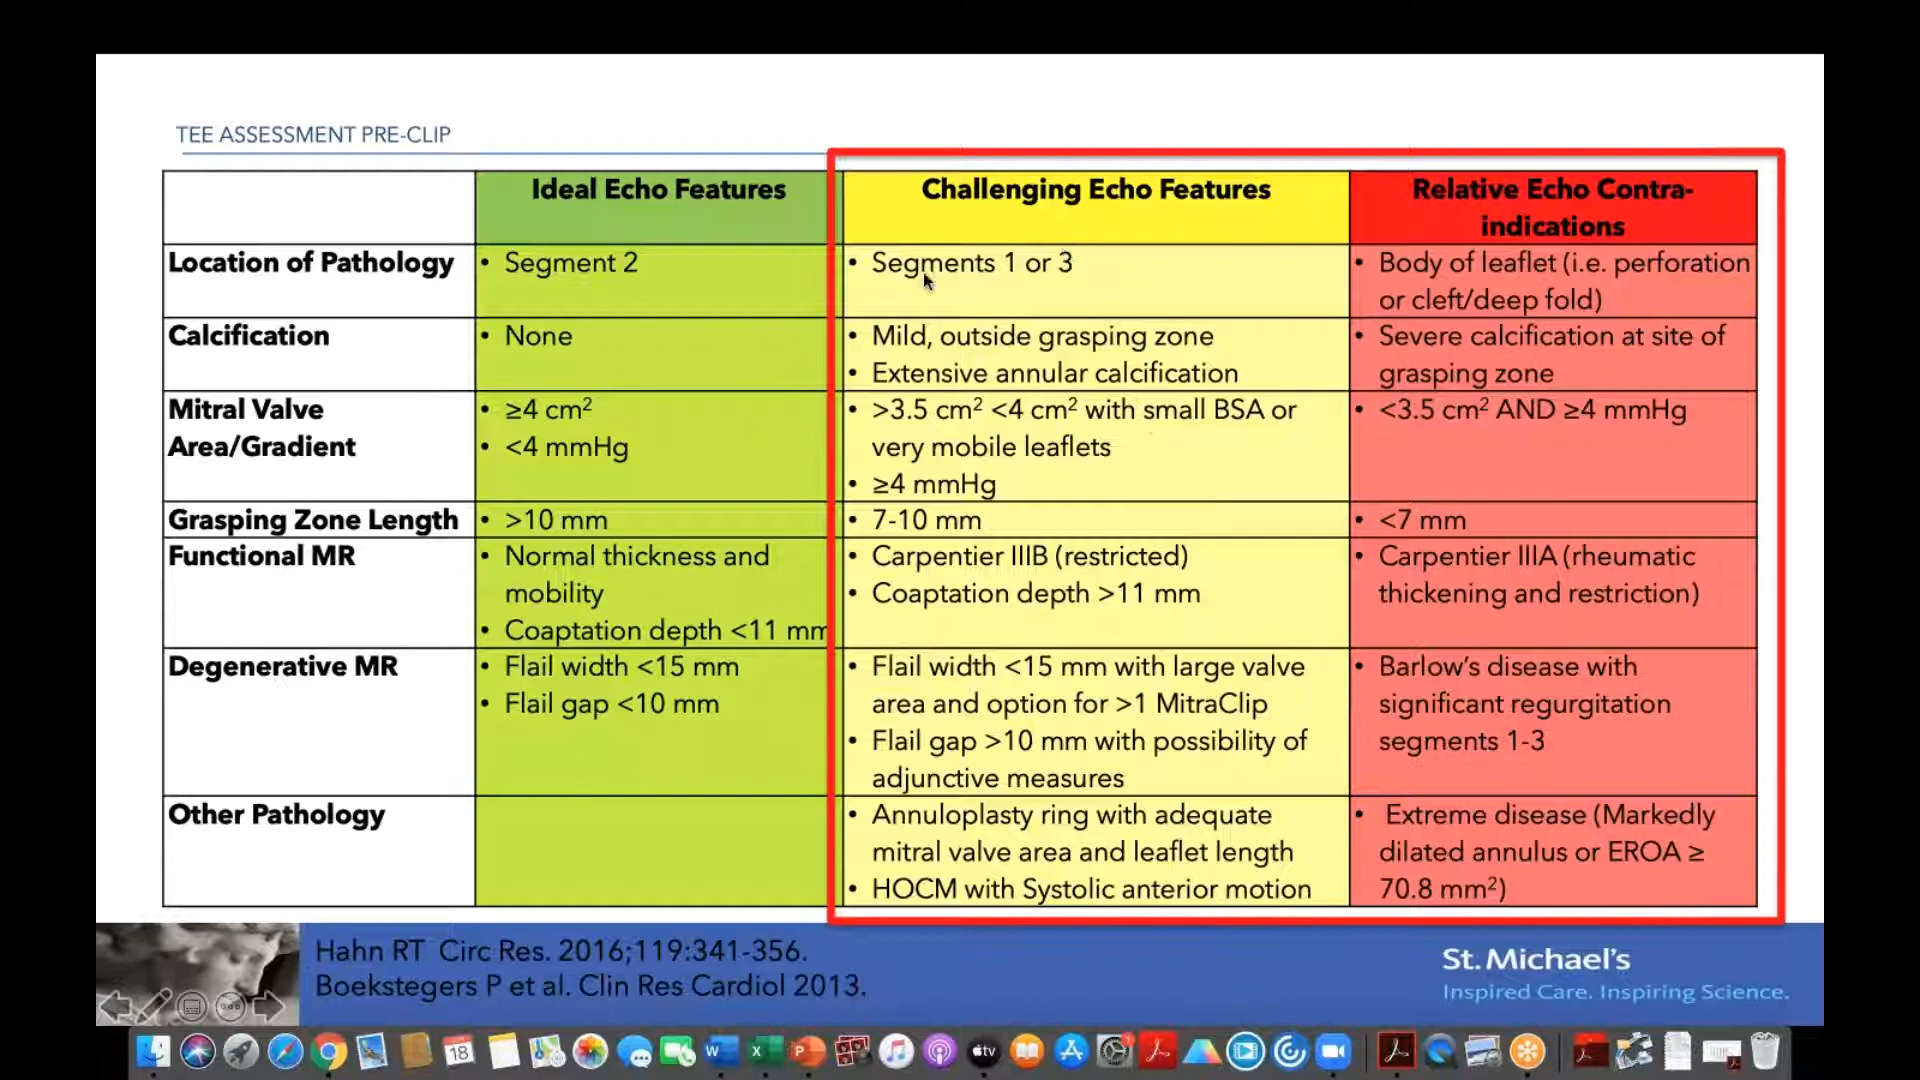 TEE ASSESSMENT PRE-CLIP
Ideal Echo Features
Challenging Echo Features
Relative Echo Contra-
indications
Location of Pathology
• Segment 2
• Segments 1 or 3
• Body of leaflet (i.e. perforation
or cleft/deep fold)
Calcification
• None
• Mild, outside grasping zone
• Extensive annular calcification
• Severe calcification at site of
grasping zone
Mitral Valve
Area/Gradient
• ≥4 cm²
• <4 mmHg
• >3.5 cm² <4 cm² with small BSA or
very mobile leaflets
• ≥4 mmHg
• <3.5 cm² AND ≥4 mmHg
Grasping Zone Length
• >10 mm
• 7-10 mm
• <7 mm
Functional MR
• Normal thickness and
mobility
• Coaptation depth <11 mm
• Carpentier IIIB (restricted)
• Coaptation depth >11 mm
• Carpentier IIIA (rheumatic
thickening and restriction)
Degenerative MR
• Flail width <15 mm
• Flail gap <10 mm
• Flail width <15 mm with large valve
area and option for >1 MitraClip
• Flail gap >10 mm with possibility of
adjunctive measures
• Barlow's disease with
significant regurgitation
segments 1-3
Other Pathology
• Annuloplasty ring with adequate
mitral valve area and leaflet length
• HOCM with Systolic anterior motion
• Extreme disease (Markedly
dilated annulus or EROA ≥
70.8 mm²)
Hahn RT Circ Res. 2016;119:341-356.
Boekstegers P et al. Clin Res Cardiol 2013.
St. Michael's
Inspired Care. Inspiring Science.
18
W
X
P
tv